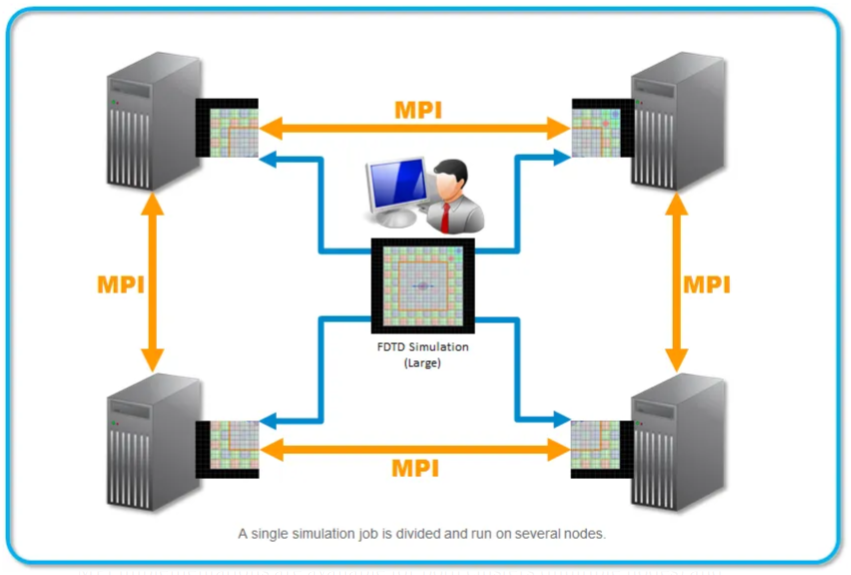 MPI
MPI
MPI
FDTD Simulation
(Large)
MPI
A single simulation job is divided and run on several nodes.